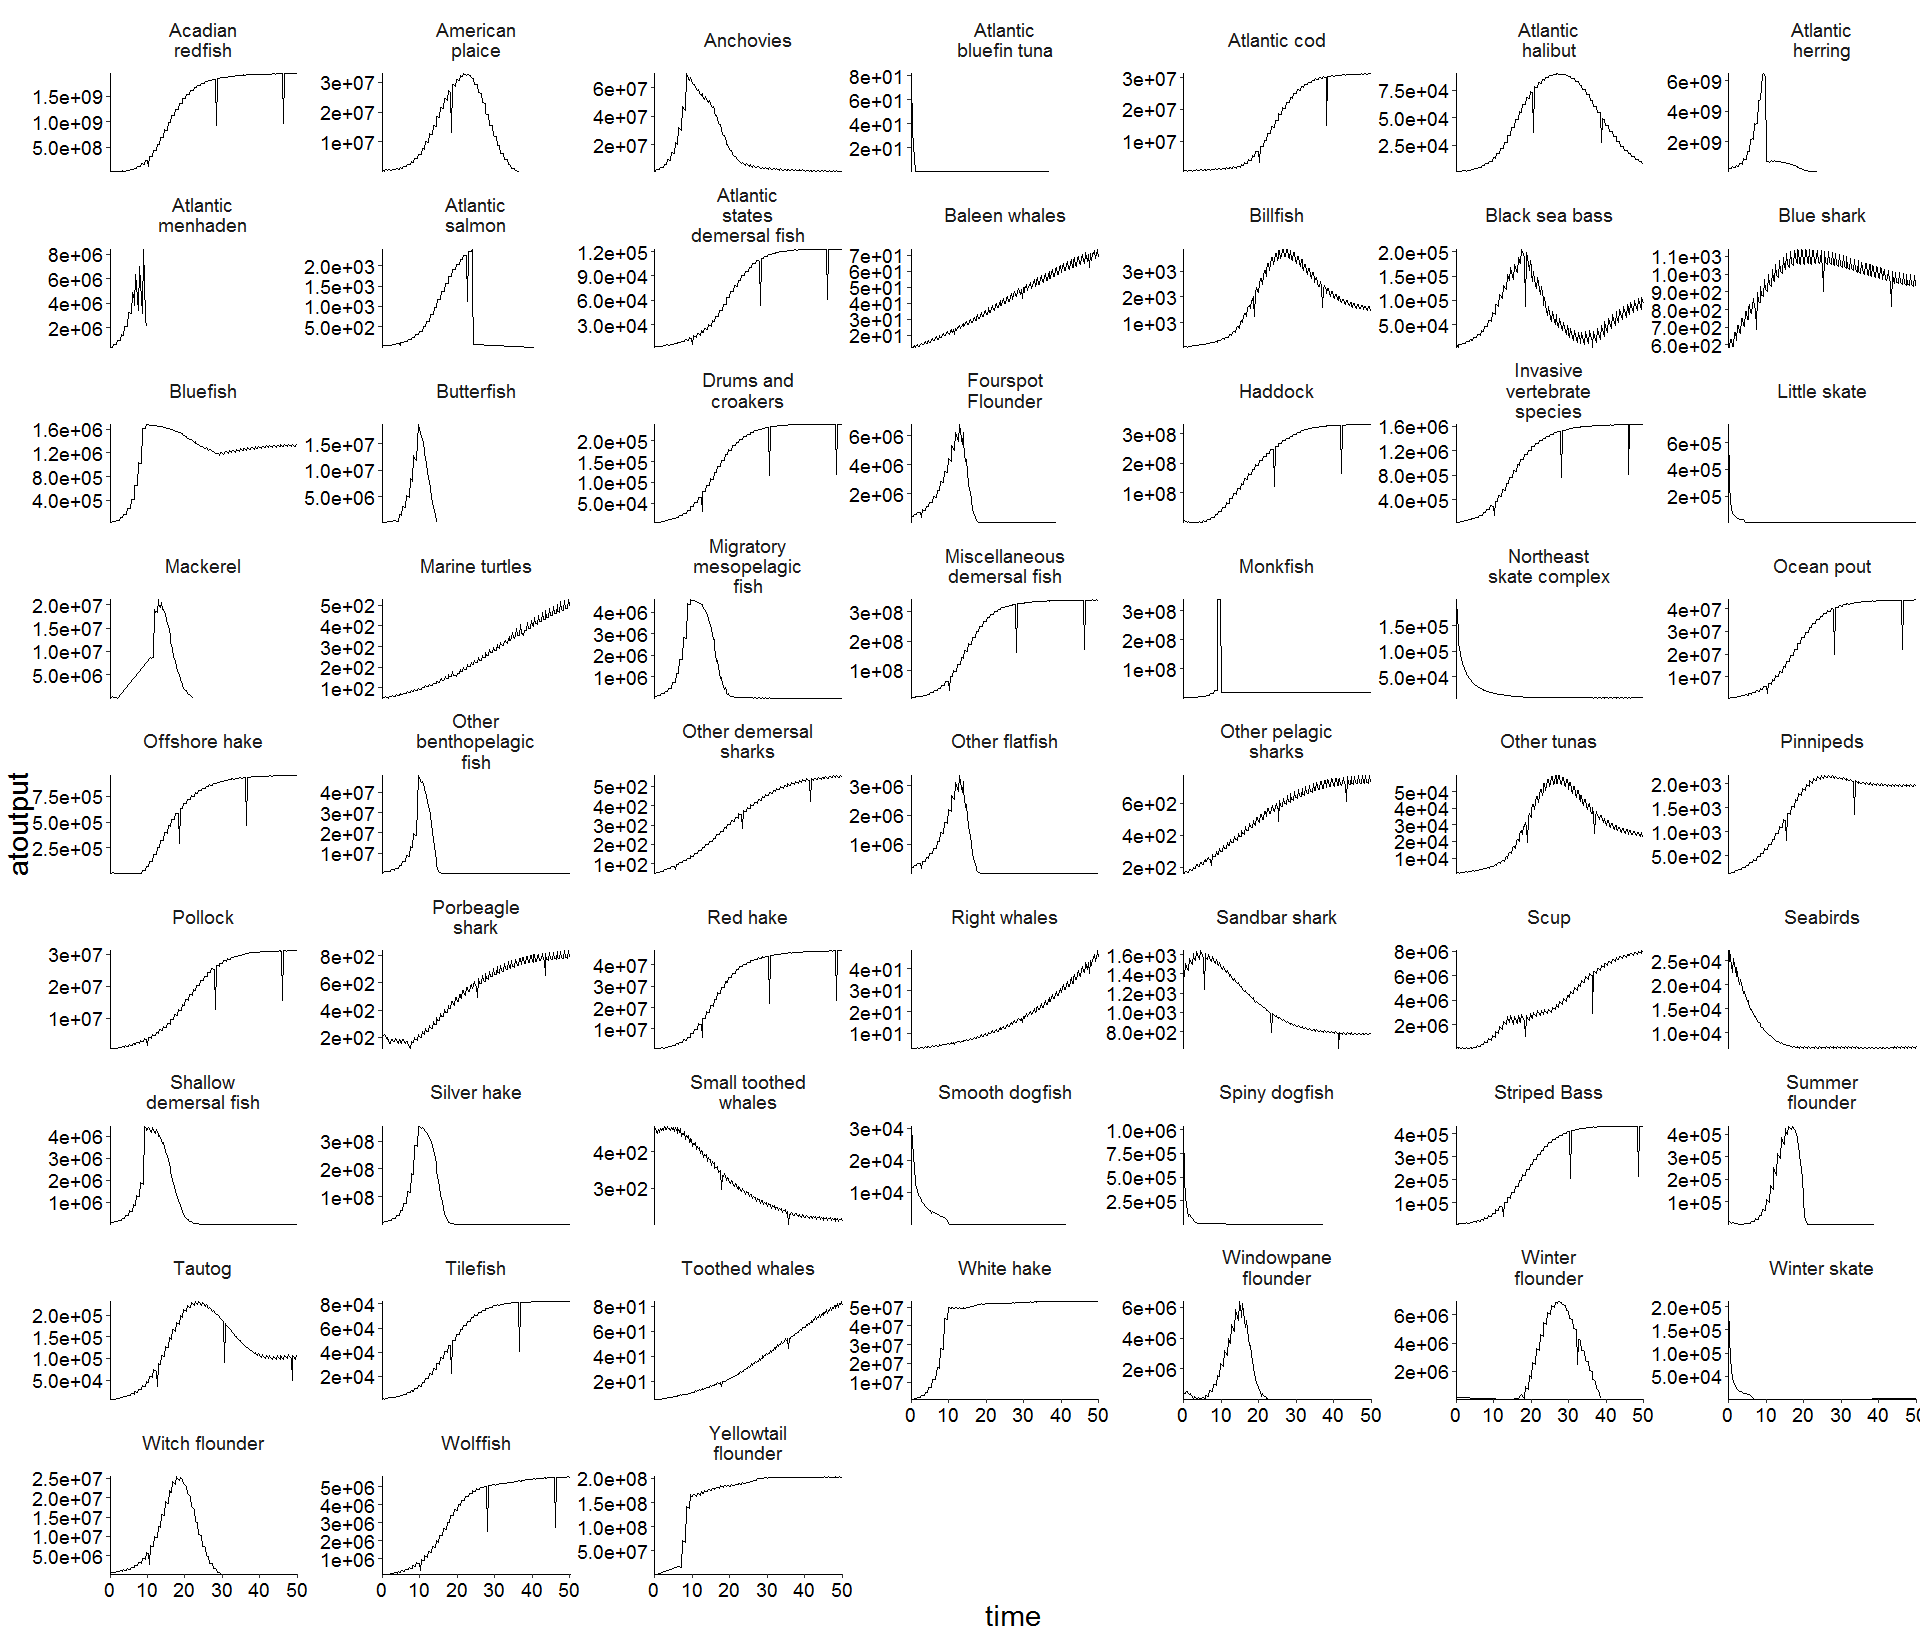 Acadian
redfish
American
plaice
Anchovies
Atlantic
bluefin tuna
Atlantic cod
Atlantic
halibut
Atlantic
herring
1.5e+09
1.0e+09
5.0e+08
3e+07
2e+07
1e+07
6e+07
4e+07
2e+07
8e+01
6e+01
4e+01
2e+01
3e+07
2e+07
1e+07
7.5e+04
5.0e+04
2.5e+04
6e+09
4e+09
2e+09
Atlantic
menhaden
Atlantic
salmon
Atlantic
states
demersal fish
Baleen whales
Billfish
Black sea bass
Blue shark
8e+06
6e+06
4e+06
2e+06
2.0e+03
1.5e+03
1.0e+03
5.0e+02
1.2e+05
9.0e+04
6.0e+04
3.0e+04
7e+01
6e+01
5e+01
4e+01
3e+01
2e+01
3e+03
2e+03
1e+03
2.0e+05
1.5e+05
1.0e+05
5.0e+04
1.1e+03
1.0e+03
9.0e+02
8.0e+02
7.0e+02
6.0e+02
Bluefish
Butterfish
Drums and
croakers
Fourspot
Flounder
Haddock
Invasive
vertebrate
species
Little skate
1.6e+06
1.2e+06
8.0e+05
4.0e+05
1.5e+07
1.0e+07
5.0e+06
2.0e+05
1.5e+05
1.0e+05
5.0e+04
6e+06
4e+06
2e+06
3e+08
2e+08
1e+08
1.6e+06
1.2e+06
8.0e+05
4.0e+05
6e+05
4e+05
2e+05
Mackerel
Marine turtles
Migratory
mesopelagic
fish
Miscellaneous
demersal fish
Monkfish
Northeast
skate complex
Ocean pout
2.0e+07
1.5e+07
1.0e+07
5.0e+06
5e+02
4e+02
3e+02
2e+02
1e+02
4e+06
3e+06
2e+06
1e+06
3e+08
2e+08
1e+08
3e+08
2e+08
1e+08
1.5e+05
1.0e+05
5.0e+04
4e+07
3e+07
2e+07
1e+07
Offshore hake
Other
benthopelagic
fish
Other demersal
sharks
Other flatfish
Other pelagic
sharks
Other tunas
Pinnipeds
7.5e+05
5.0e+05
2.5e+05
4e+07
3e+07
2e+07
1e+07
5e+02
4e+02
3e+02
2e+02
1e+02
3e+06
2e+06
1e+06
6e+02
4e+02
2e+02
5e+04
4e+04
3e+04
2e+04
1e+04
2.0e+03
1.5e+03
1.0e+03
5.0e+02
atoutput
Pollock
Porbeagle
shark
Red hake
Right whales
Sandbar shark
Scup
Seabirds
3e+07
2e+07
1e+07
8e+02
6e+02
4e+02
2e+02
4e+07
3e+07
2e+07
1e+07
4e+01
3e+01
2e+01
1e+01
1.6e+03
1.4e+03
1.2e+03
1.0e+03
8.0e+02
8e+06
6e+06
4e+06
2e+06
2.5e+04
2.0e+04
1.5e+04
1.0e+04
Shallow
demersal fish
Silver hake
Small toothed
whales
Smooth dogfish
Spiny dogfish
Striped Bass
Summer
flounder
4e+06
3e+06
2e+06
1e+06
3e+08
2e+08
1e+08
4e+02
3e+02
3e+04
2e+04
1e+04
1.0e+06
7.5e+05
5.0e+05
2.5e+05
4e+05
3e+05
2e+05
1e+05
4e+05
3e+05
2e+05
1e+05
Tautog
Tilefish
Toothed whales
White hake
Windowpane
flounder
Winter
flounder
Winter skate
2.0e+05
1.5e+05
1.0e+05
5.0e+04
8e+04
6e+04
4e+04
2e+04
8e+01
6e+01
4e+01
2e+01
5e+07
4e+07
3e+07
2e+07
1e+07
6e+06
4e+06
2e+06
6e+06
4e+06
2e+06
2.0e+05
1.5e+05
1.0e+05
5.0e+04
0 10 20 30 40 50
0 10 20 30 40 50
0 10 20 30 40 50
0 10 20 30 40 50
Witch flounder
Wolffish
Yellowtail
flounder
2.5e+07
2.0e+07
1.5e+07
1.0e+07
5.0e+06
5e+06
4e+06
3e+06
2e+06
1e+06
2.0e+08
1.5e+08
1.0e+08
5.0e+07
0 10 20 30 40 50
0 10 20 30 40 50
0 10 20 30 40 50
time